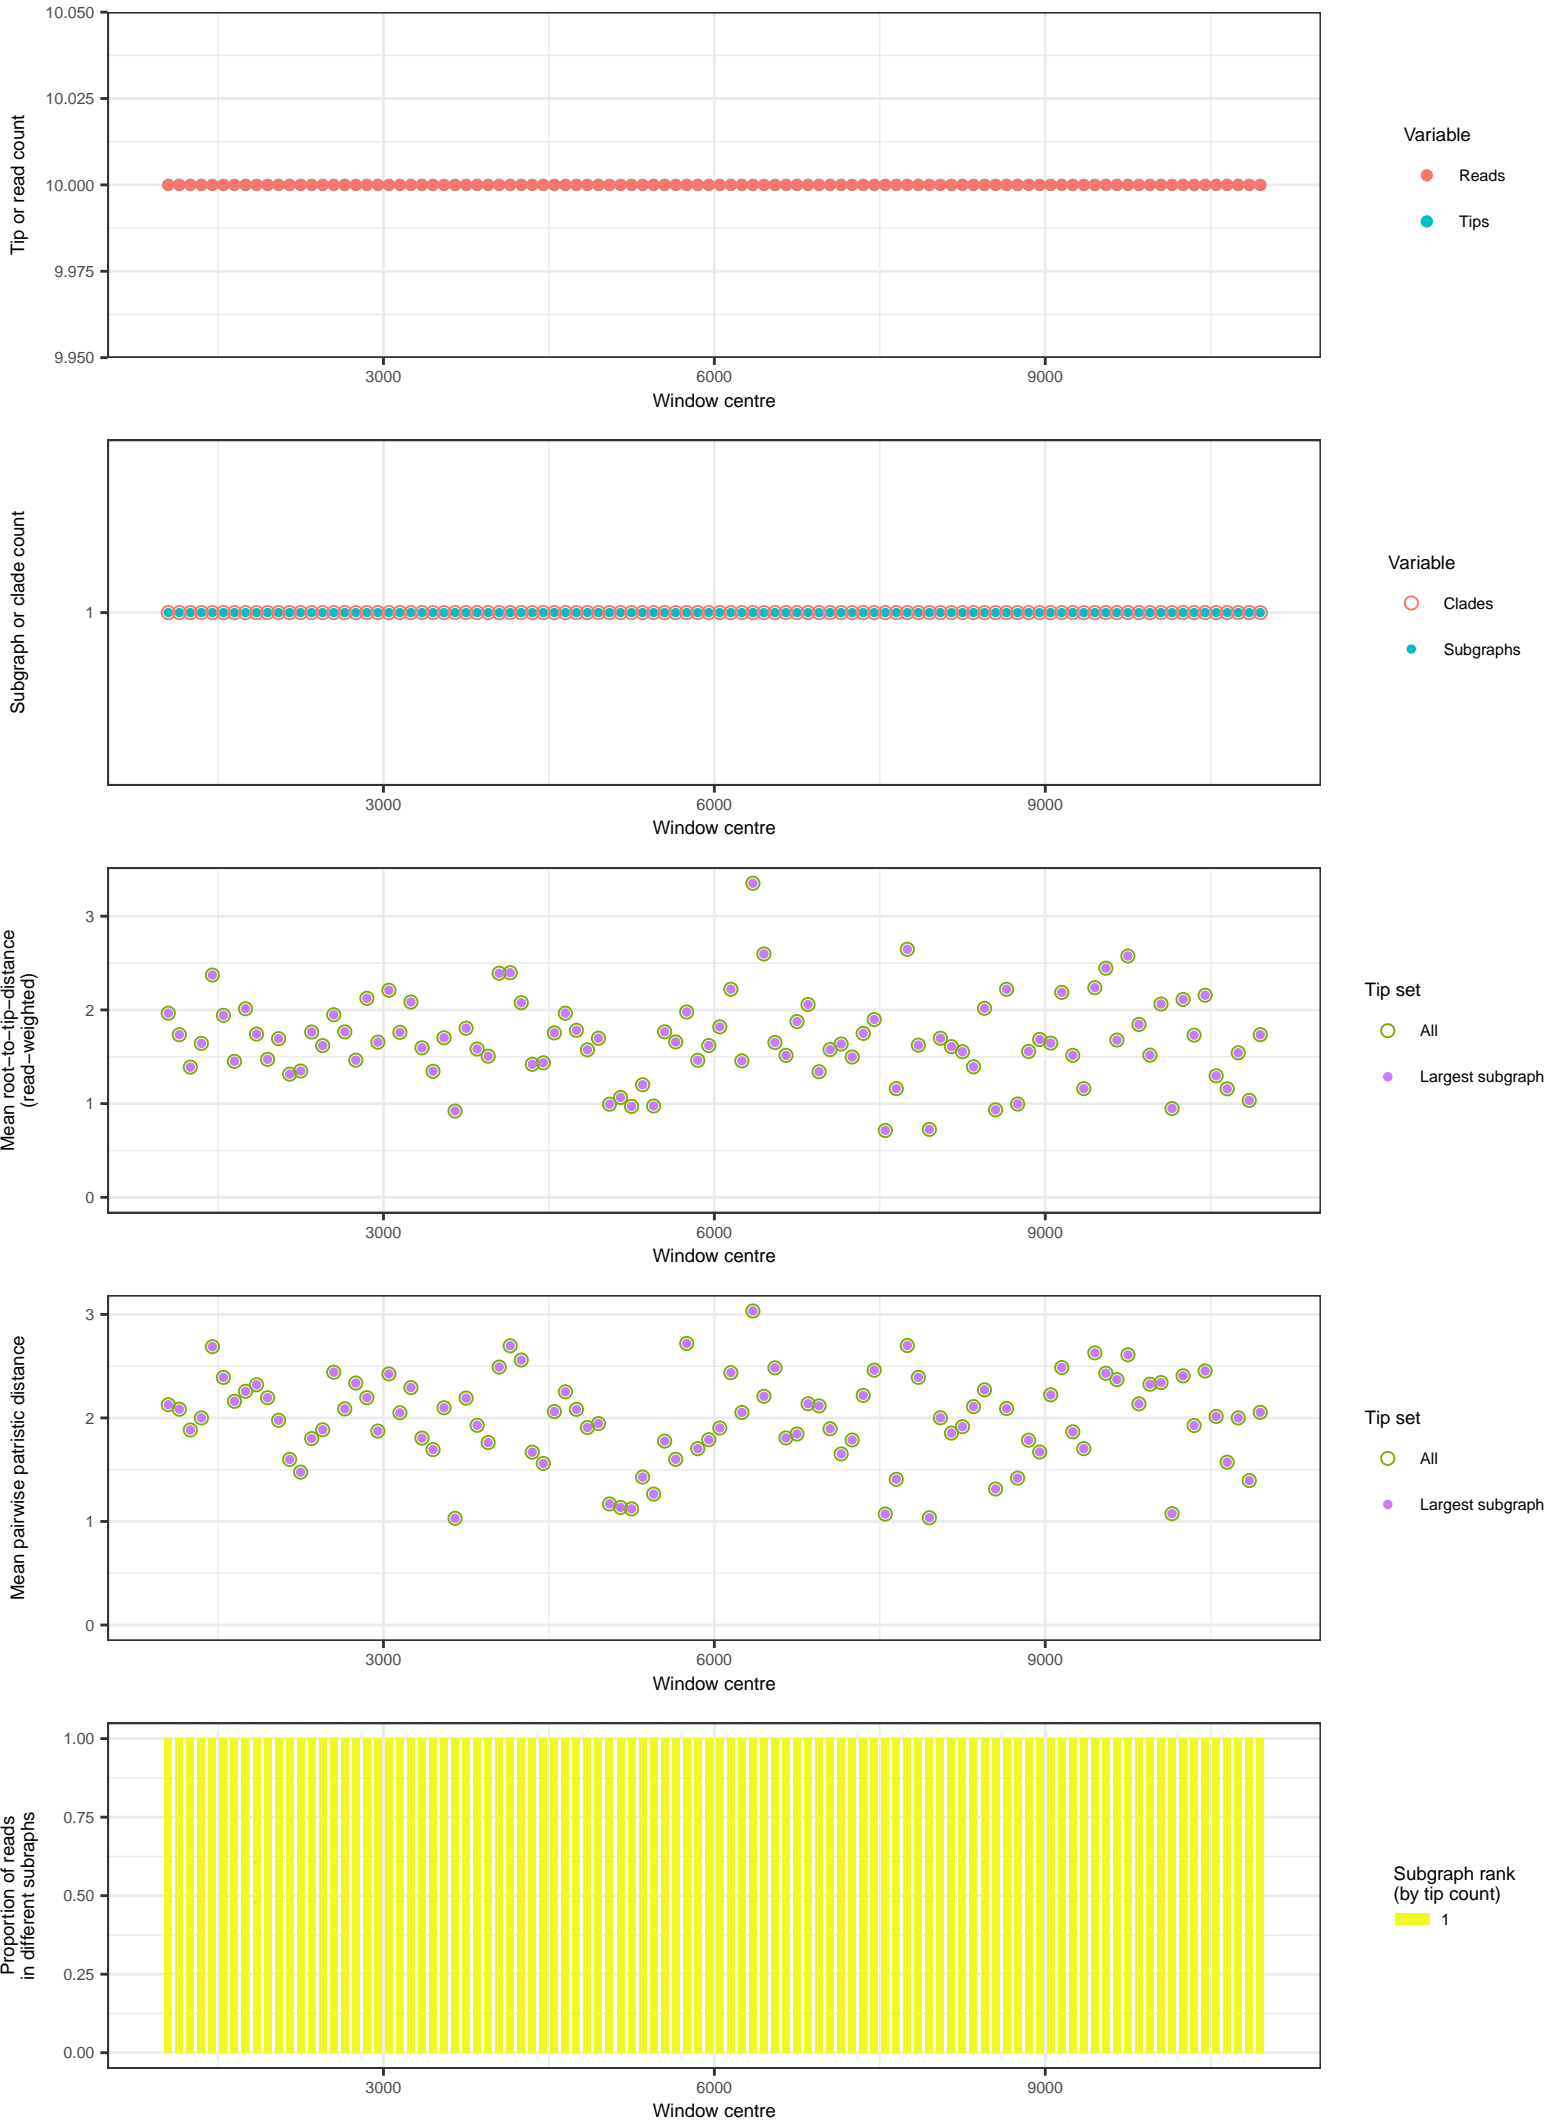 10.050
10.025
10.000
9.975
9.950
Tip or read count
3000 6000 9000
Window centre
Variable
Reads
Tips
Subgraph or clade count
1
3000 6000 9000
Window centre
Variable
Clades
Subgraphs
Mean root−to−tip−distance
(read−weighted)
3
2
1
0
3000 6000 9000
Window centre
Tip set
All
Largest subgraph
Mean pairwise patristic distance
3
2
1
0
3000 6000 9000
Window centre
Tip set
All
Largest subgraph
Proportion of reads
in different subraphs
1.00
0.75
0.50
0.25
0.00
3000 6000 9000
Window centre
Subgraph rank
(by tip count)
1